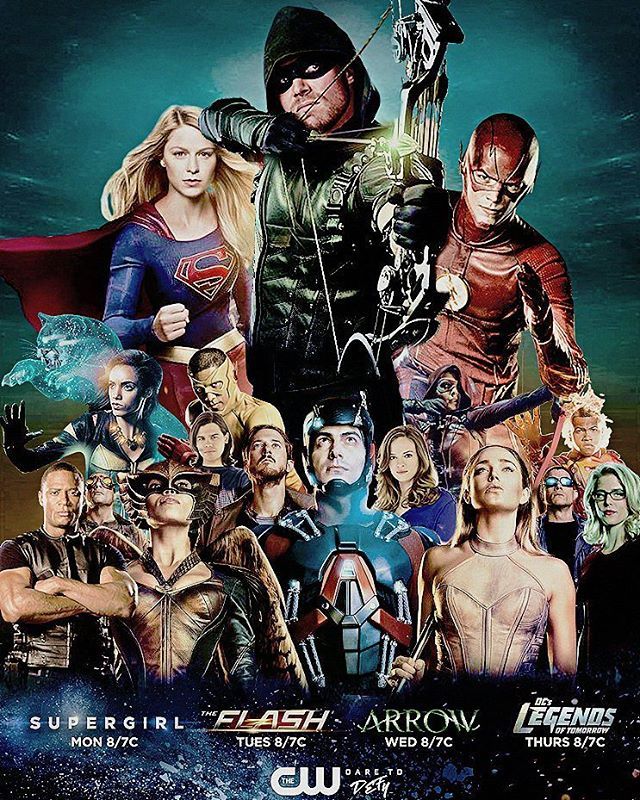 SUPERGIRL
MON 8/7C
THE FLASH
TUES 8/7C
ARROW
WED 8/7C
DC's
LEGENDS
OF TOMORROW
THURS 8/7C
THE CW
DARE TO
DEFY